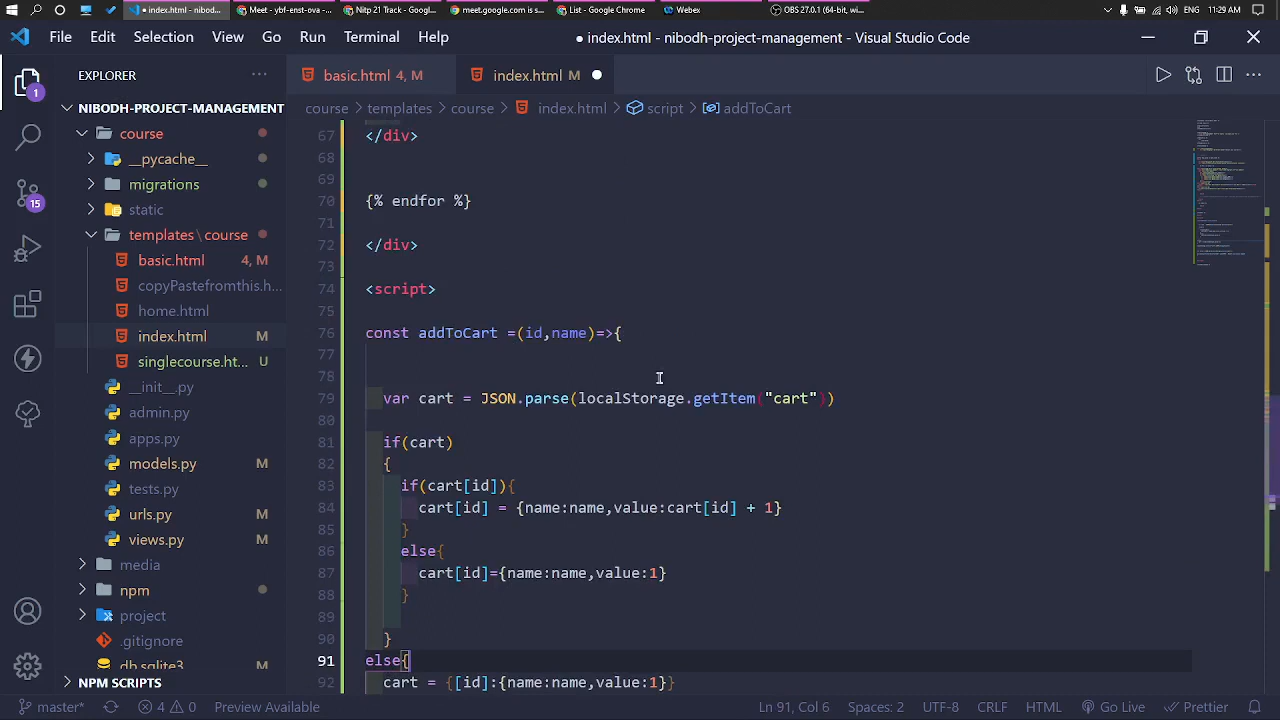 index.html - nibod...
Meet - ybf-enst-ova -...
Nitp 21 Track - Go...
meet.google.com is s...
List - Google Chrome
Webex
OBS 27.0.1 (64-bit, w...
11:29 AM
File Edit Selection View Go Run Terminal Help
● index.html - nibodh-project-management - Visual Studio Code
EXPLORER ...
basic.html 4, M
index.html M
NIBODH-PROJECT-MANAGEMENT
course > templates > course > index.html > script > addToCart
course
__pycache__
migrations
static
templates\course
basic.html 4, M
copyPastefromthis.h...
home.html
index.html M
singlecourse.ht... U
__init__.py
admin.py
apps.py
models.py M
tests.py
urls.py M
views.py M
media
npm
project
.gitignore
db.sqlite3
NPM SCRIPTS
1
15
67 </div>
68
69
70 {% endfor %}
71
72 </div>
73
74 <script>
75
76 const addToCart =(id,name)=>{
77
78
79 var cart = JSON.parse(localStorage.getItem("cart"))
80
81 if(cart)
82 {
83 if(cart[id]){
84 cart[id] = {name:name,value:cart[id] + 1}
85 }
86 else{
87 cart[id]={name:name,value:1}
88 }
89
90 }
91 else{
92 cart = {[id]:{name:name,value:1}}
master* 4 0 Preview Available Ln 91, Col 6 Spaces: 2 UTF-8 CRLF HTML Go Live Prettier